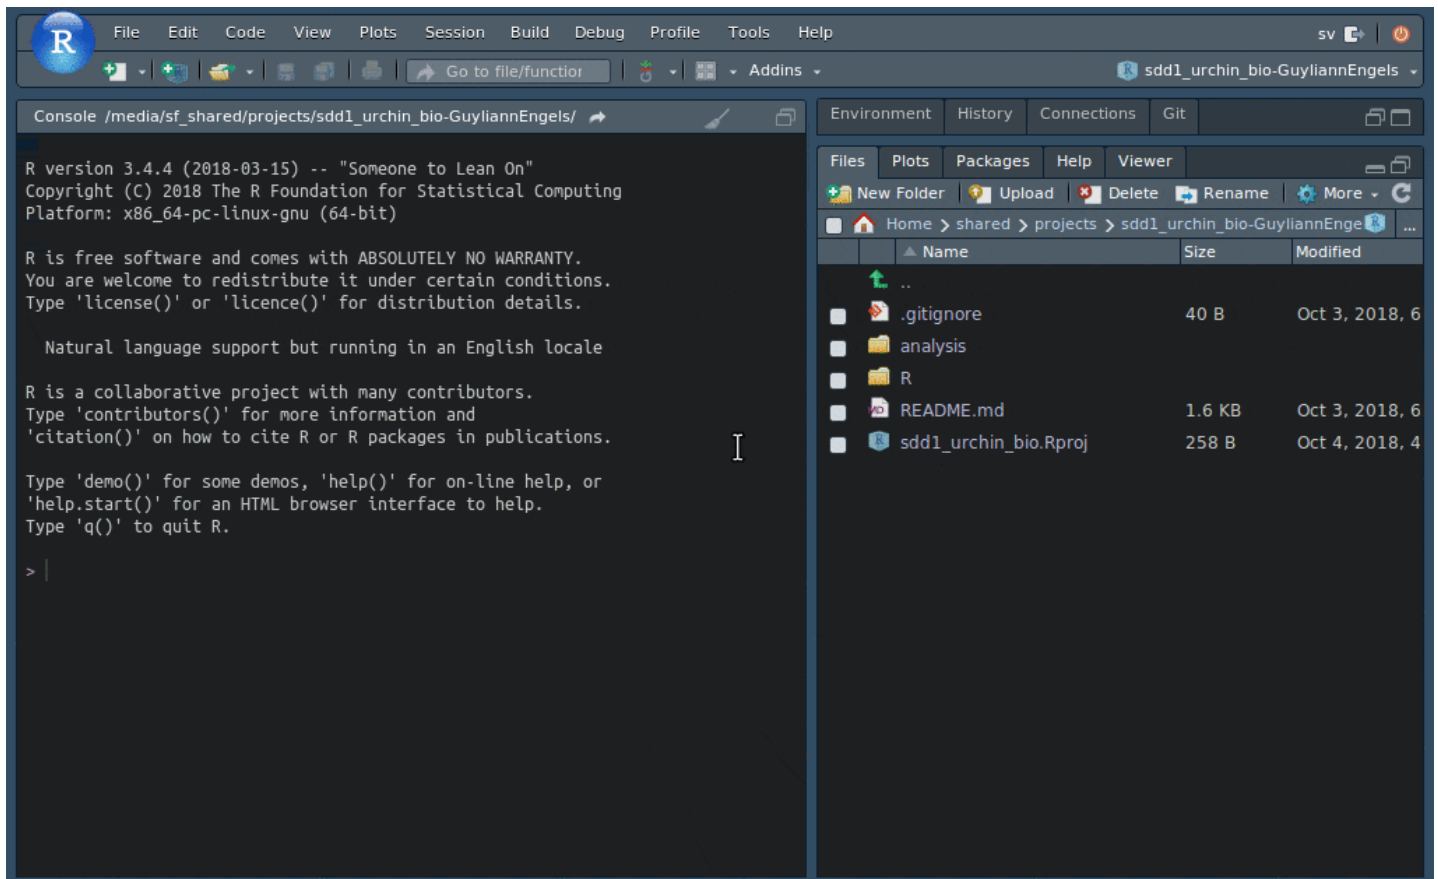 R File Edit Code View Plots Session Build Debug Profile Tools Help sv
Go to file/function Addins sdd1_urchin_bio-GuyliannEngels
Console /media/sf_shared/projects/sdd1_urchin_bio-GuyliannEngels/
R version 3.4.4 (2018-03-15) -- "Someone to Lean On"
Copyright (C) 2018 The R Foundation for Statistical Computing
Platform: x86_64-pc-linux-gnu (64-bit)
R is free software and comes with ABSOLUTELY NO WARRANTY.
You are welcome to redistribute it under certain conditions.
Type 'license()' or 'licence()' for distribution details.
Natural language support but running in an English locale
R is a collaborative project with many contributors.
Type 'contributors()' for more information and
'citation()' on how to cite R or R packages in publications.
Type 'demo()' for some demos, 'help()' for on-line help, or
'help.start()' for an HTML browser interface to help.
Type 'q()' to quit R.
>
Environment History Connections Git
Files Plots Packages Help Viewer
New Folder Upload Delete Rename More
Home shared projects sdd1_urchin_bio-GuyliannEnge R ...
Name Size Modified
..
.gitignore 40 B Oct 3, 2018, 6
analysis
R
README.md 1.6 KB Oct 3, 2018, 6
sdd1_urchin_bio.Rproj 258 B Oct 4, 2018, 4